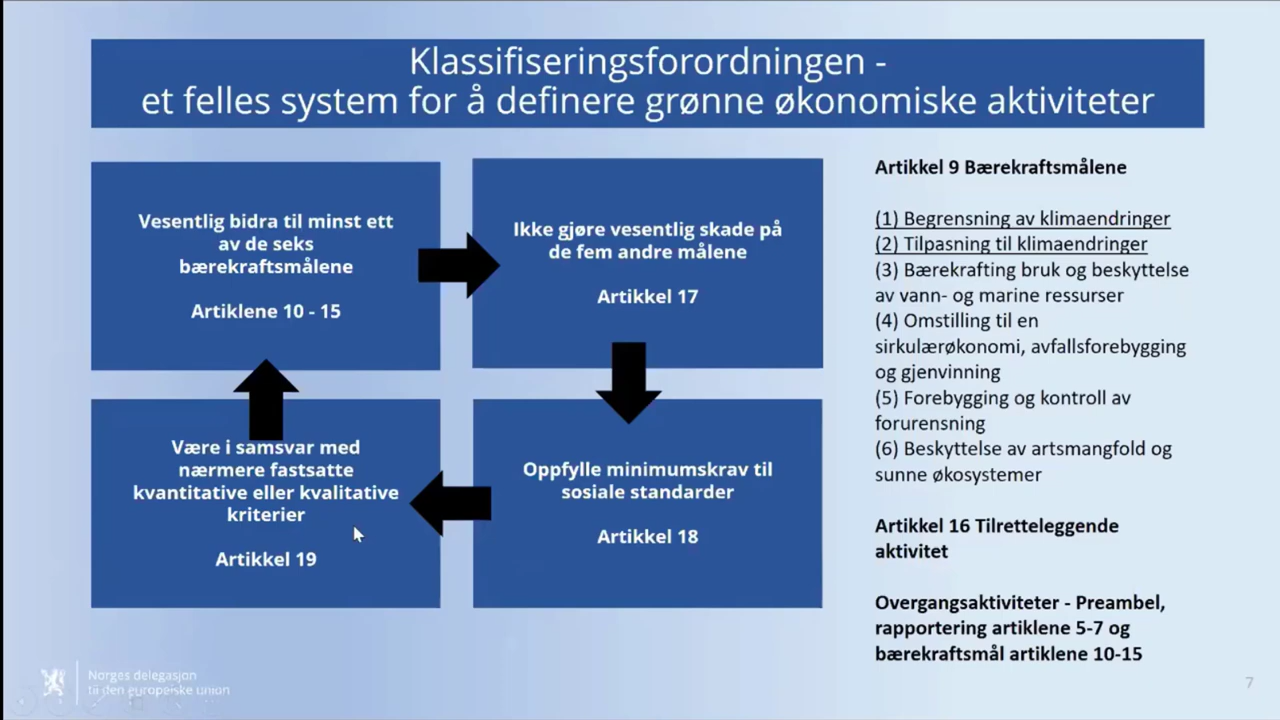 Klassifiseringsforordningen -
et felles system for å definere grønne økonomiske aktiviteter
Vesentlig bidra til minst ett
av de seks
bærekraftsmålene
Artiklene 10 - 15
Ikke gjøre vesentlig skade på
de fem andre målene
Artikkel 17
Være i samsvar med
nærmere fastsatte
kvantitative eller kvalitative
kriterier
Artikkel 19
Oppfylle minimumskrav til
sosiale standarder
Artikkel 18
Artikkel 9 Bærekraftsmålene
(1) Begrensning av klimaendringer
(2) Tilpasning til klimaendringer
(3) Bærekrafting bruk og beskyttelse
av vann- og marine ressurser
(4) Omstilling til en
sirkulærøkonomi, avfallsforebygging
og gjenvinning
(5) Forebygging og kontroll av
forurensning
(6) Beskyttelse av artsmangfold og
sunne økosystemer
Artikkel 16 Tilretteleggende
aktivitet
Overgangsaktiviteter - Preambel,
rapportering artiklene 5-7 og
bærekraftsmål artiklene 10-15
Norges delegasjon
til den europeiske union
7